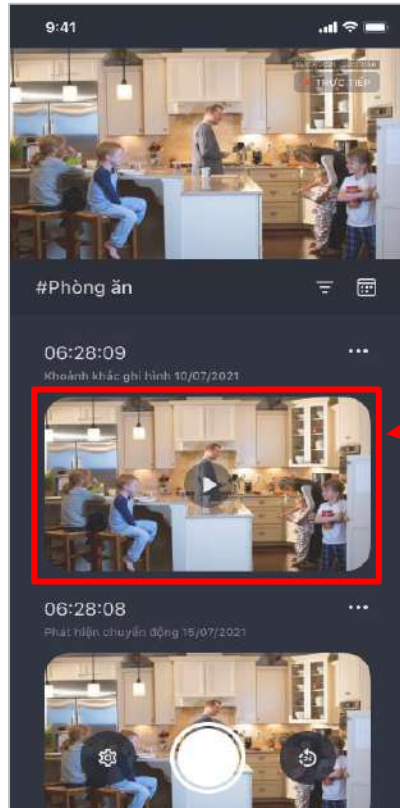 9:41
TRỰC TIẾP
#Phòng ăn
06:28:09
Khoảnh khắc ghi hình 10/07/2021
06:28:08
Phát hiện chuyển động 15/07/2021